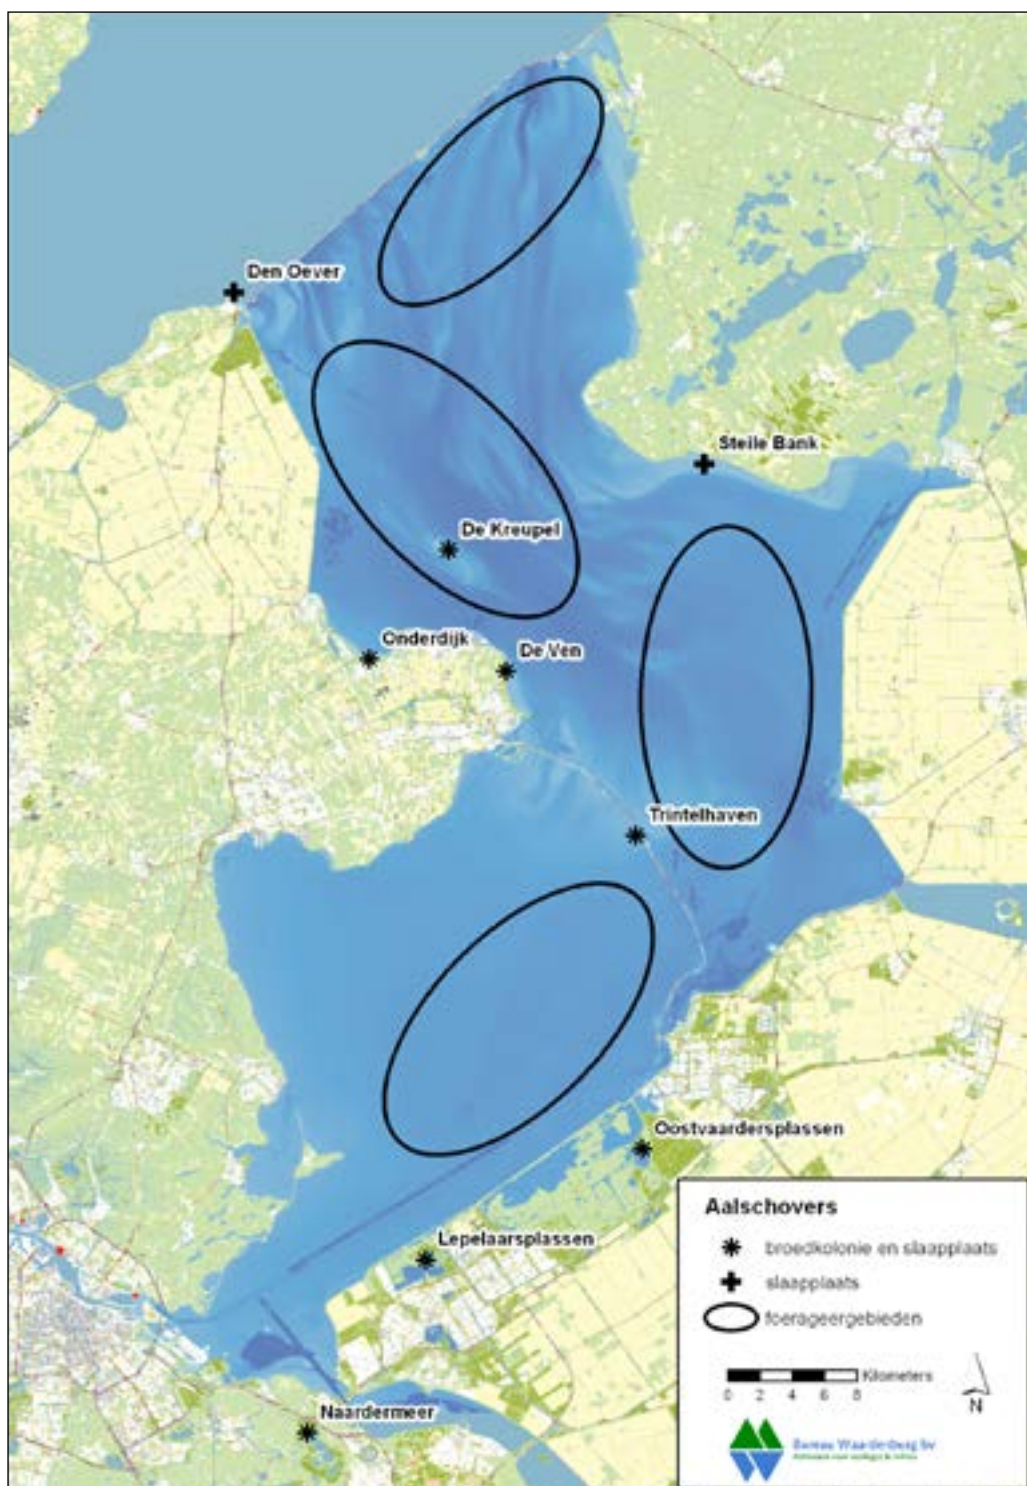 Den Oever
Steile Bank
De Kreupel
Onderdijk
De Ven
Trintelhaven
Oostvaardersplassen
Lepelaarsplassen
Naardermeer
Aalschovers
broedkolonie en slaapplaats
slaapplaats
foerageergebieden
Kilometers
0 2 4 6 8
N
Bureau Waardenburg bv